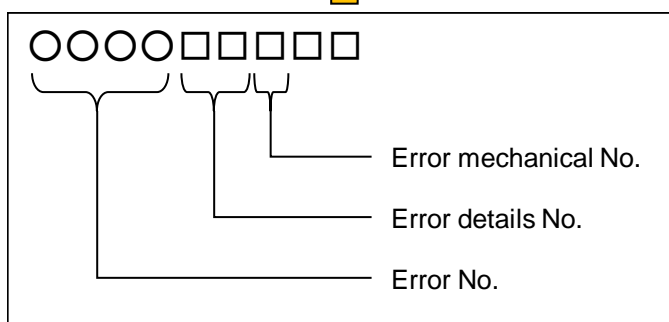 ○○○○□□□□□
Error mechanical No.
Error details No.
Error No.